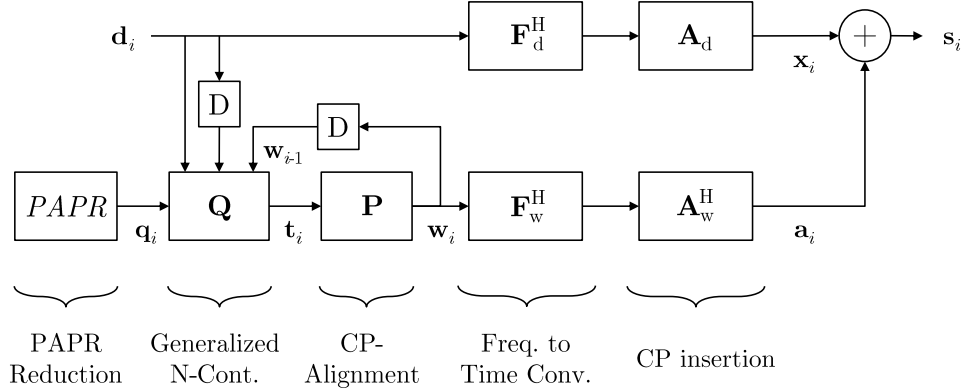 d_i
F_d^H
A_d
x_i
+
s_i
D
D
w_{i-1}
PAPR
q_i
Q
t_i
P
w_i
F_w^H
A_w^H
a_i
PAPR
Reduction
Generalized
N-Cont.
CP-
Alignment
Freq. to
Time Conv.
CP insertion